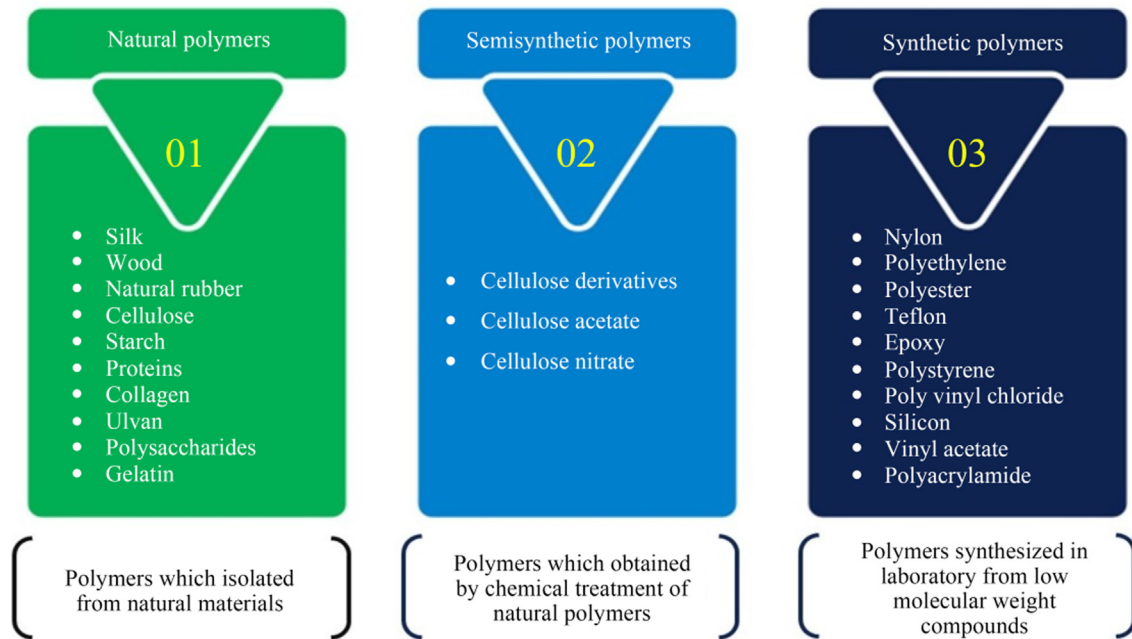 Natural polymers
01
• Silk
• Wood
• Natural rubber
• Cellulose
• Starch
• Proteins
• Collagen
• Ulvan
• Polysaccharides
• Gelatin
Polymers which isolated
from natural materials
Semisynthetic polymers
02
• Cellulose derivatives
• Cellulose acetate
• Cellulose nitrate
Polymers which obtained
by chemical treatment of
natural polymers
Synthetic polymers
03
• Nylon
• Polyethylene
• Polyester
• Teflon
• Epoxy
• Polystyrene
• Poly vinyl chloride
• Silicon
• Vinyl acetate
• Polyacrylamide
Polymers synthesized in
laboratory from low
molecular weight
compounds